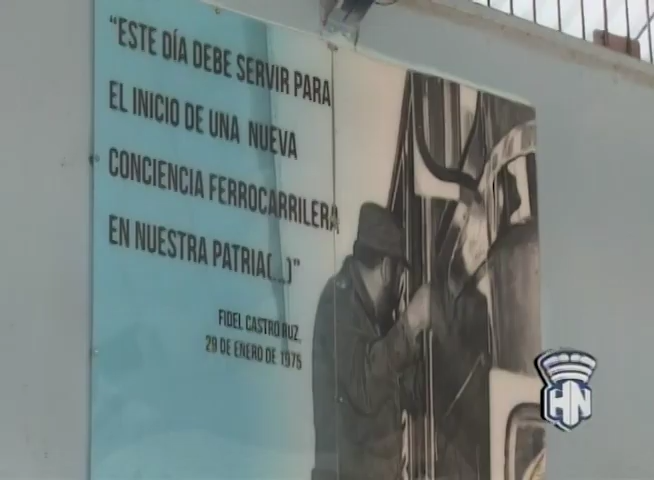 “ESTE DÍA DEBE SERVIR PARA
EL INICIO DE UNA NUEVA
CONCIENCIA FERROCARRILERA
EN NUESTRA PATRIA(...)"
FIDEL CASTRO RUZ,
29 DE ENERO DE 1975
HN